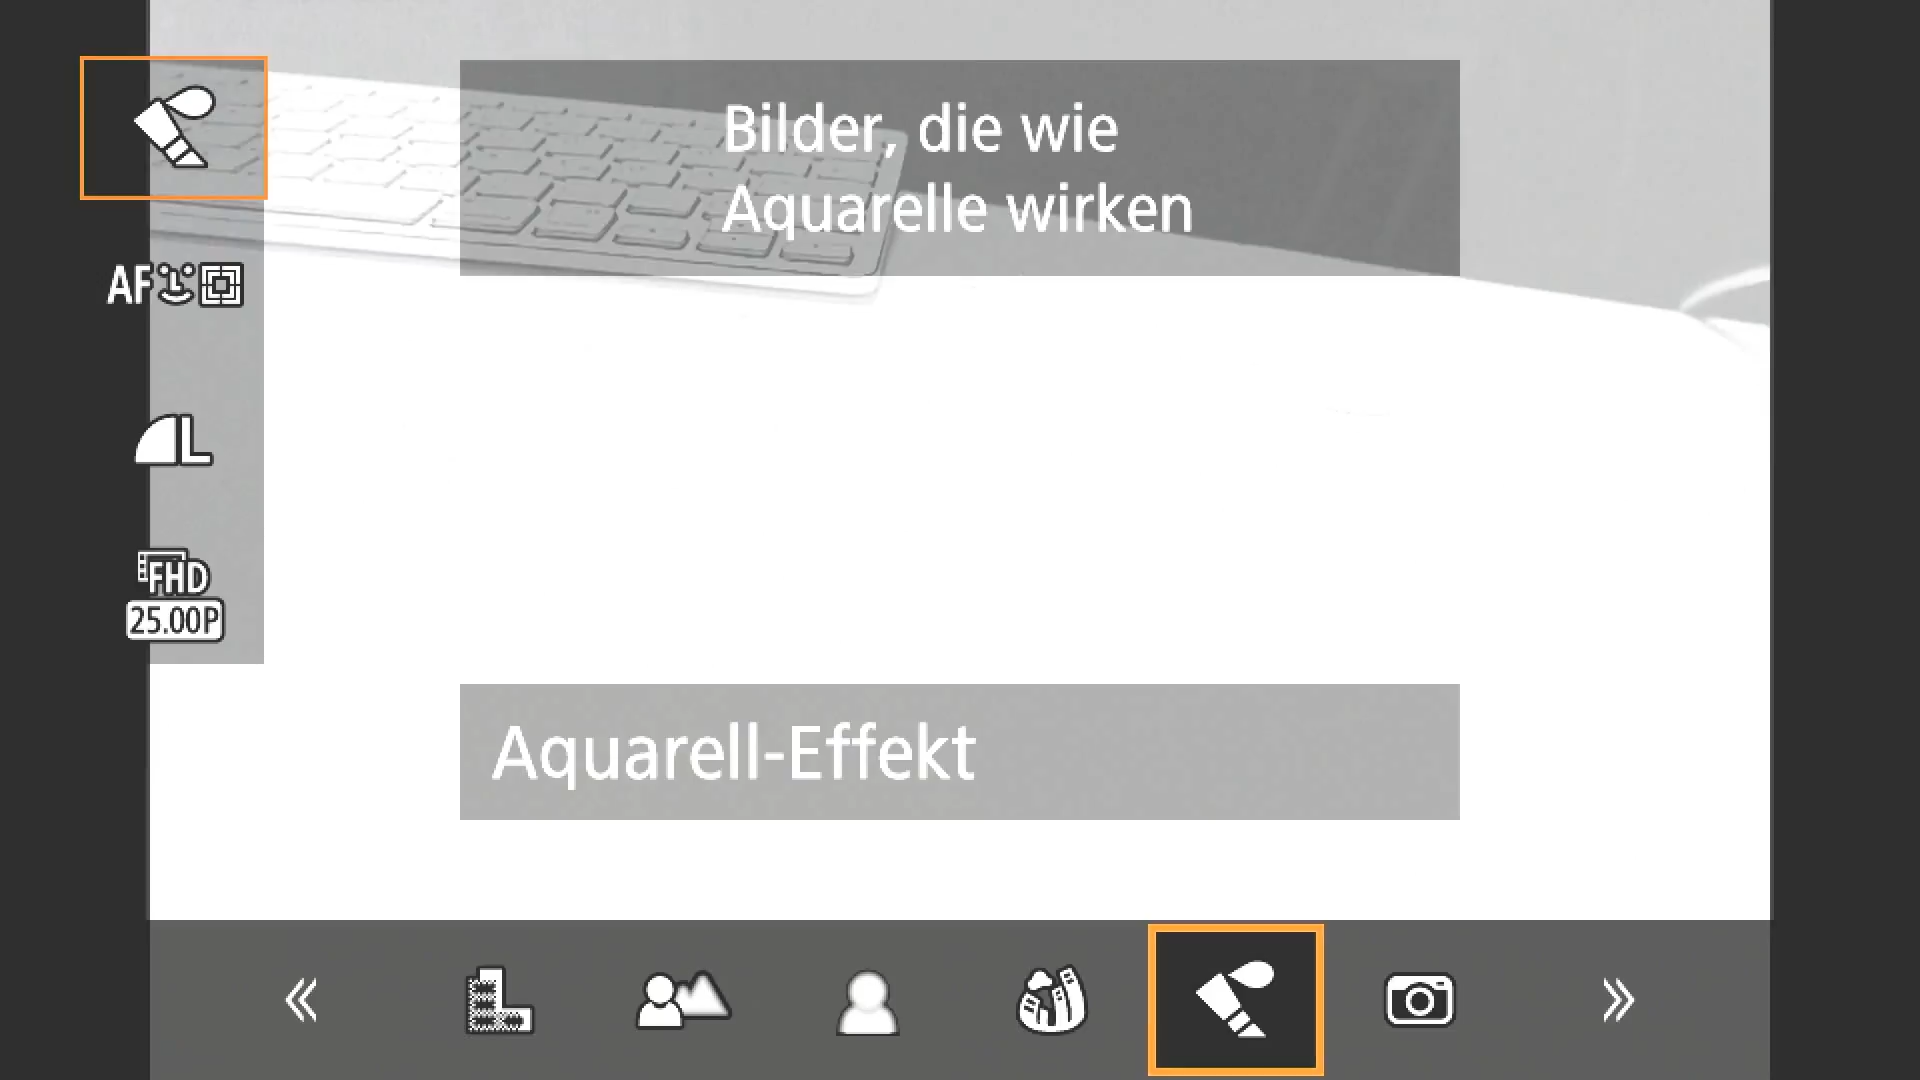 Bilder, die wie
Aquarelle wirken
AF
L
FHD
25.00P
Aquarell-Effekt